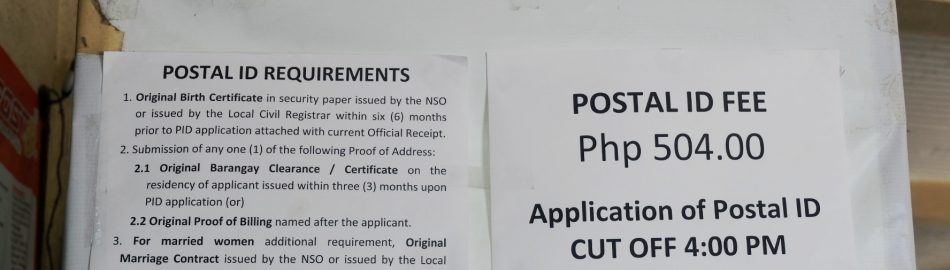 POSTAL ID REQUIREMENTS
1. Original Birth Certificate in security paper issued by the NSO
or issued by the Local Civil Registrar within six (6) months
prior to PID application attached with current Official Receipt.
2. Submission of any one (1) of the following Proof of Address:
2.1 Original Barangay Clearance / Certificate on the
residency of applicant issued within three (3) months upon
PID application (or)
2.2 Original Proof of Billing named after the applicant.
3. For married women additional requirement, Original
Marriage Contract issued by the NSO or issued by the Local
POSTAL ID FEE
Php 504.00
Application of Postal ID
CUT OFF 4:00 PM